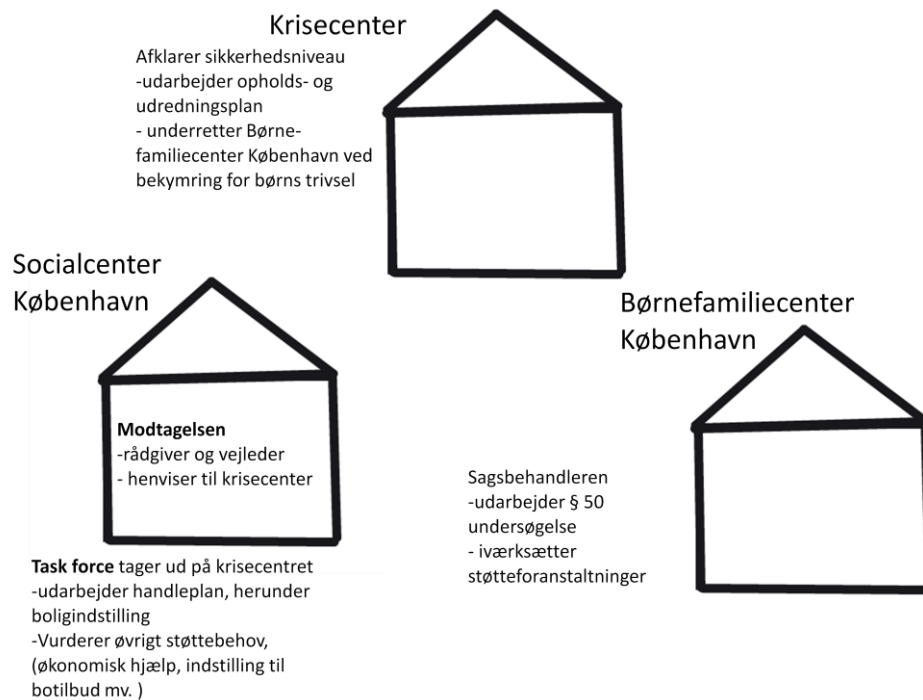 Krisecenter
Afklarer sikkerhedsniveau
-udarbejder opholds- og
udredningsplan
- underretter Børne-
familiecenter København ved
bekymring for børns trivsel
Socialcenter
København
Modtagelsen
-rådgiver og vejleder
- henviser til krisecenter
Task force tager ud på krisecentret
-udarbejder handleplan, herunder
boligindstilling
-Vurderer øvrigt støttebehov,
(økonomisk hjælp, indstilling til
botilbud mv. )
Børnefamiliecenter
København
Sagsbehandleren
-udarbejder § 50
undersøgelse
- iværksætter
støtteforanstaltninger